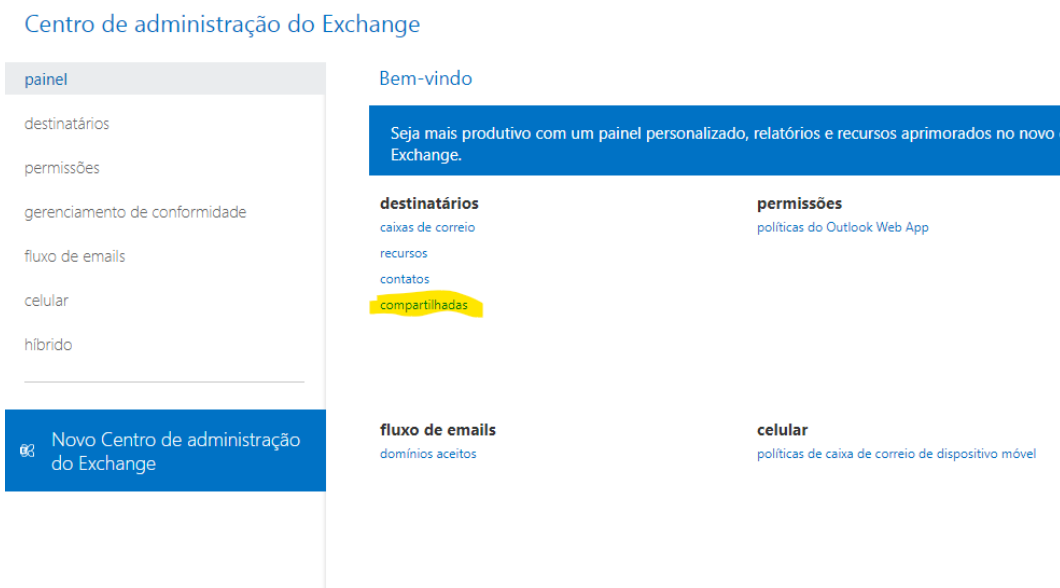 Centro de administração do Exchange
painel
destinatários
permissões
gerenciamento de conformidade
fluxo de emails
celular
híbrido
Novo Centro de administração
do Exchange
Bem-vindo
Seja mais produtivo com um painel personalizado, relatórios e recursos aprimorados no novo
Exchange.
destinatários
caixas de correio
recursos
contatos
compartilhadas
permissões
políticas do Outlook Web App
fluxo de emails
domínios aceitos
celular
políticas de caixa de correio de dispositivo móvel